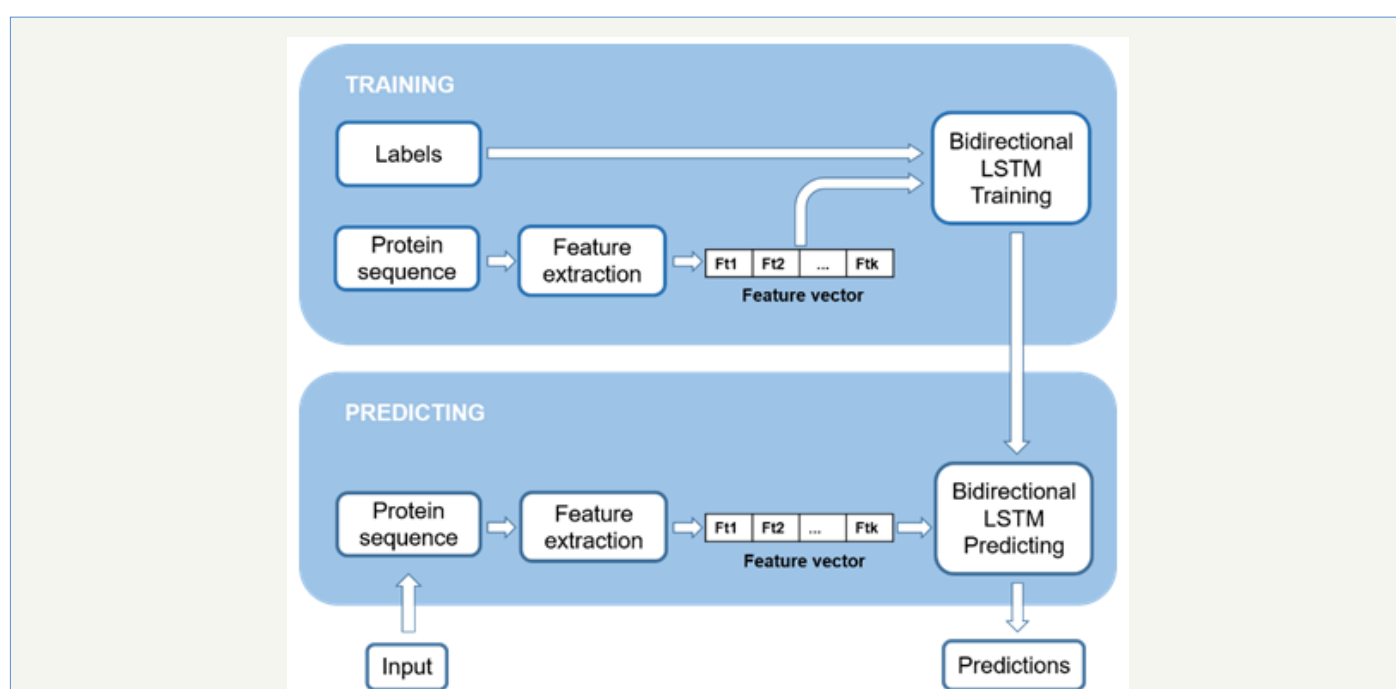 TRAINING
Labels
Bidirectional
LSTM
Training
Protein
sequence
Feature
extraction
Ft1 Ft2 ... Ftk
Feature vector
PREDICTING
Protein
sequence
Feature
extraction
Ft1 Ft2 ... Ftk
Feature vector
Bidirectional
LSTM
Predicting
Input
Predictions